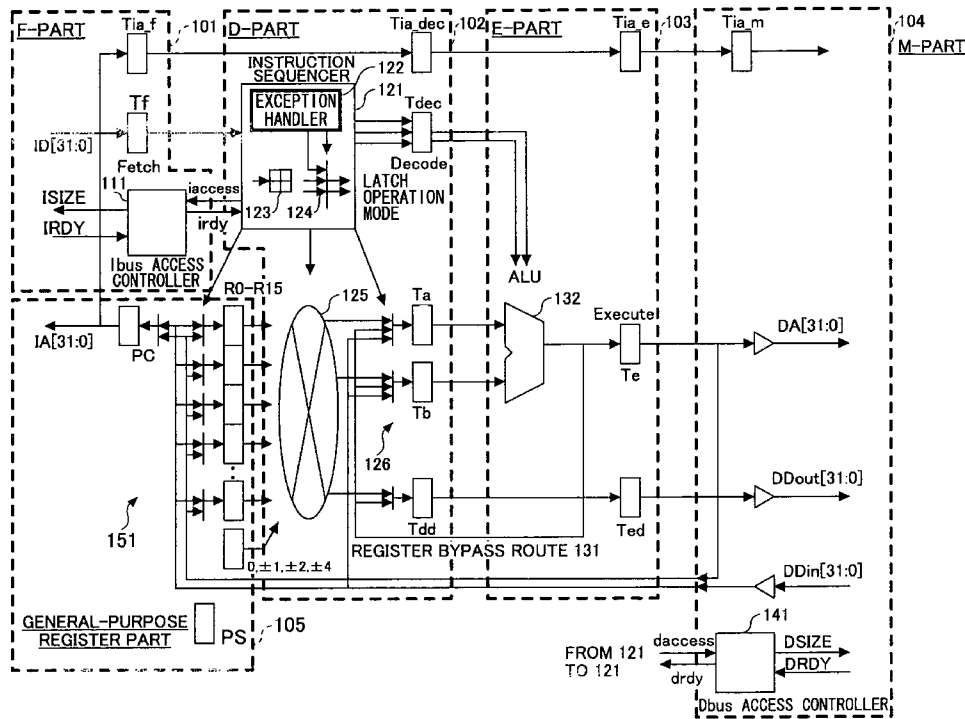 F-PART
Tia_f
101
D-PART
Tia_dec
102
E-PART
Tia_e
103
Tia_m
104
M-PART
INSTRUCTION
SEQUENCER
122
121
EXCEPTION
HANDLER
Tf
Tdec
ID[31:0]
Fetch
Decode
111
iaccess
123
124
LATCH
OPERATION
MODE
ISIZE
IRDY
irdy
Ibus ACCESS
CONTROLLER
ALU
R0-R15
125
Ta
132
Execute
DA[31:0]
IA[31:0]
PC
Te
Tb
126
DDout[31:0]
151
Tdd
Ted
REGISTER BYPASS ROUTE 131
0,±1,±2,±4
DDin[31:0]
GENERAL-PURPOSE
REGISTER PART
PS
105
141
FROM 121
TO 121
daccess
drdy
DSIZE
DRDY
Dbus ACCESS CONTROLLER